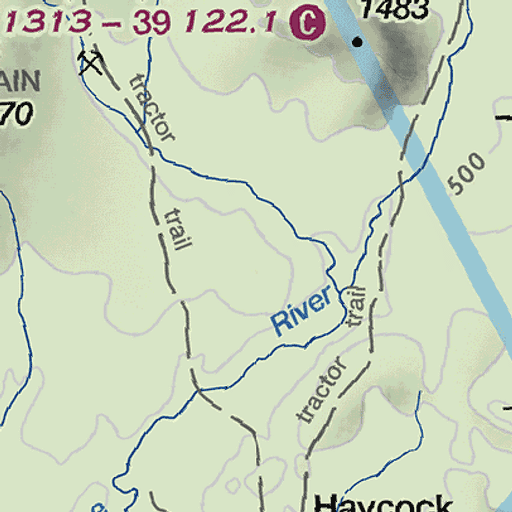 1313 – 39 122.1 C
1483
AIN
70
tractor
500
trail
River
trail
tractor
Haycock